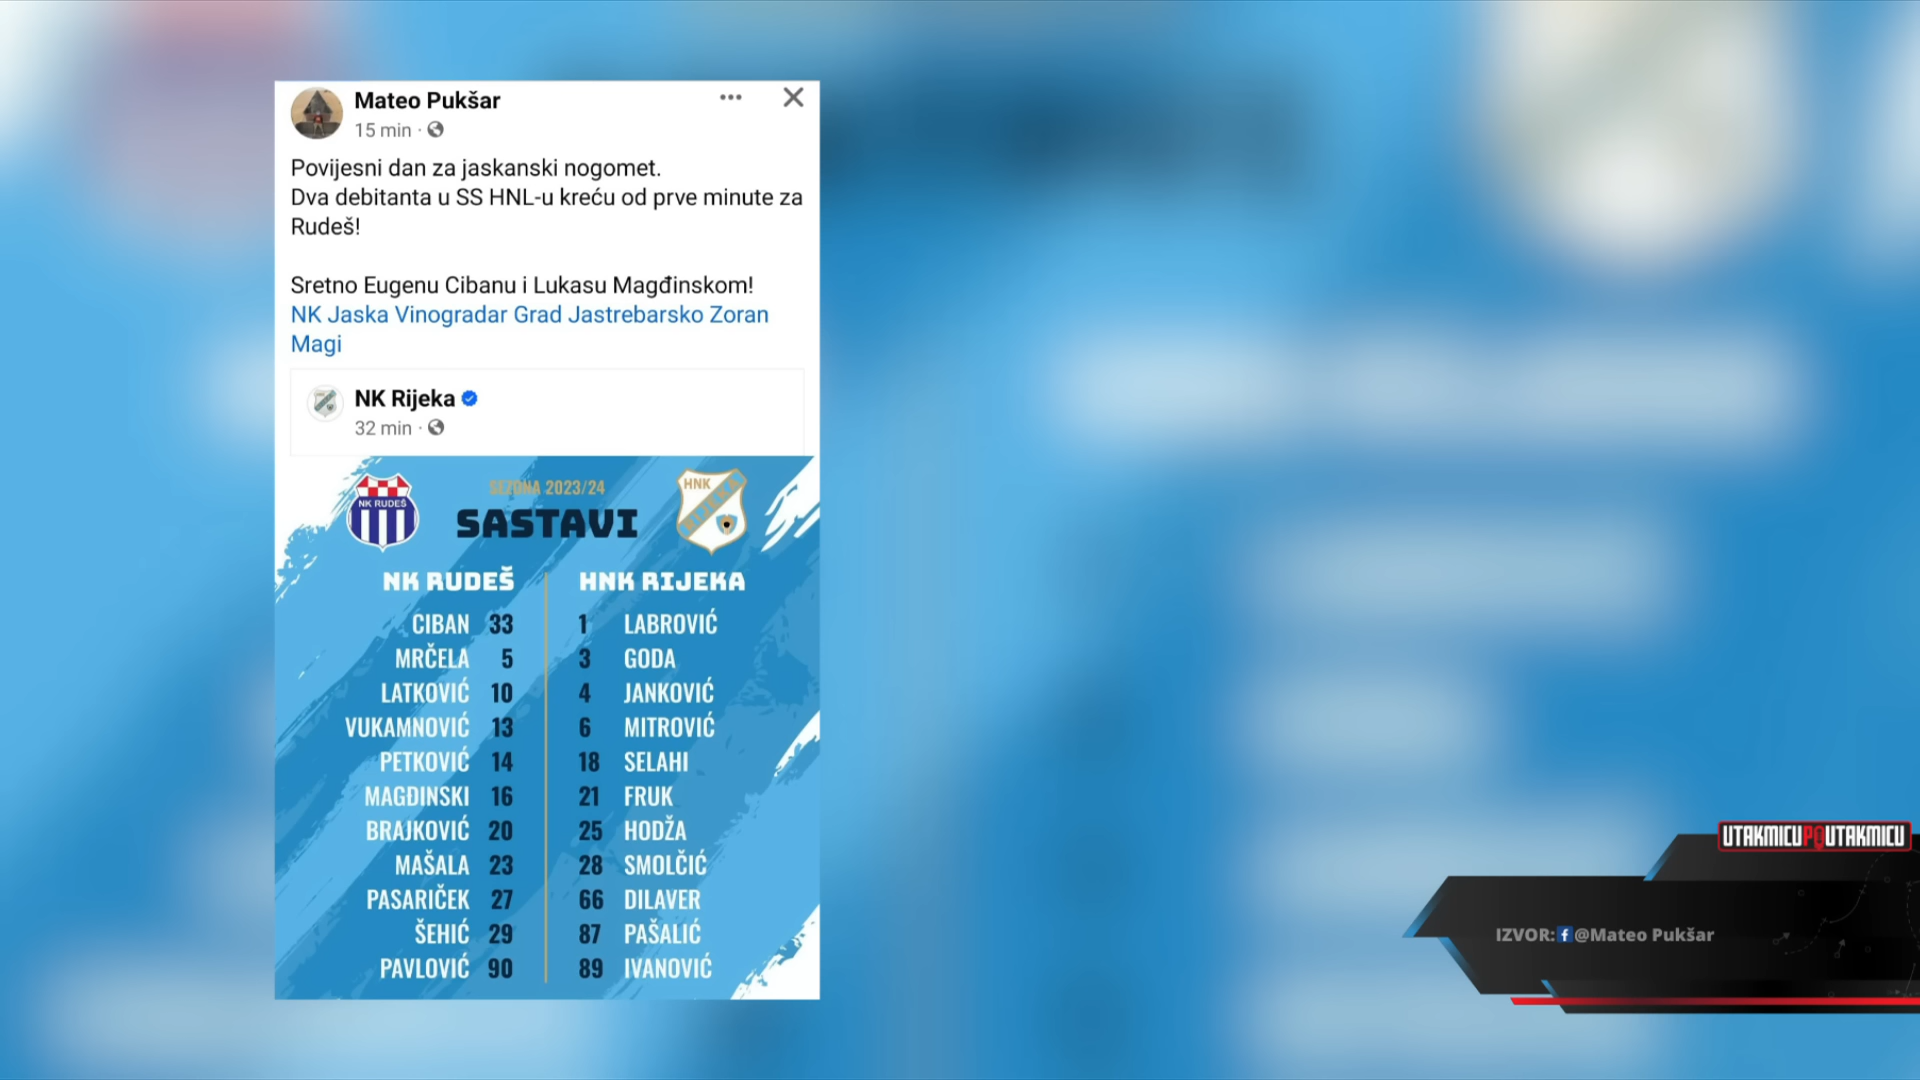 Mateo Pukšar
15 min ·
Povijesni dan za jaskanski nogomet.
Dva debitanta u SS HNL-u kreću od prve minute za
Rudeš!
Sretno Eugenu Cibanu i Lukasu Magđinskom!
NK Jaska Vinogradar Grad Jastrebarsko Zoran
Magi
NK Rijeka
32 min ·
NK RUDEŠ
SEZONA 2023/24
SASTAVI
HNK
RIJEKA
NK RUDEŠ HNK RIJEKA
CIBAN 33 1 LABROVIĆ
MRČELA 5 3 GODA
LATKOVIĆ 10 4 JANKOVIĆ
VUKAMNOVIĆ 13 6 MITROVIĆ
PETKOVIĆ 14 18 SELAHI
MAGĐINSKI 16 21 FRUK
BRAJKOVIĆ 20 25 HODŽA
MAŠALA 23 28 SMOLČIĆ
PASARIČEK 27 66 DILAVER
ŠEHIĆ 29 87 PAŠALIĆ
PAVLOVIĆ 90 89 IVANOVIĆ
UTAKMICU PO UTAKMICU
IZVOR: f @Mateo Pukšar